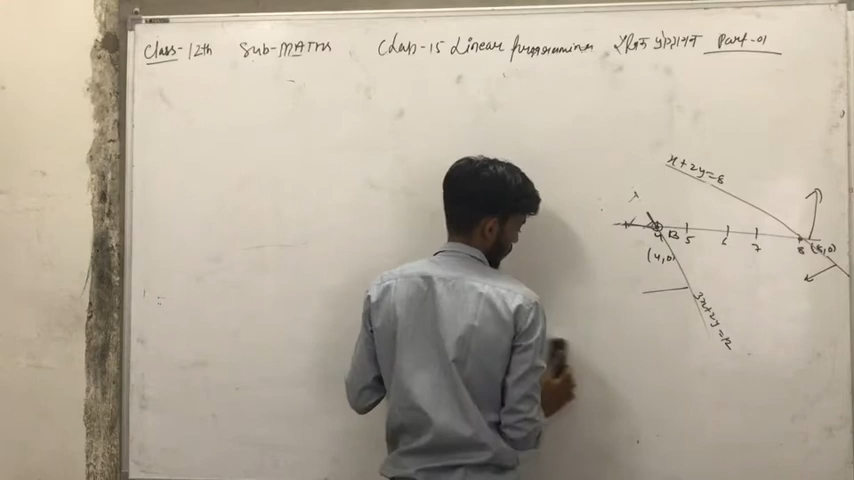 Class-12th Sub-MATHS Class-15 Linear Programming रैखिक प्रोग्रामन Part-01
x+2y=8
4 B 5 6 7 8 (8,0)
(4,0)
3x+2y=12